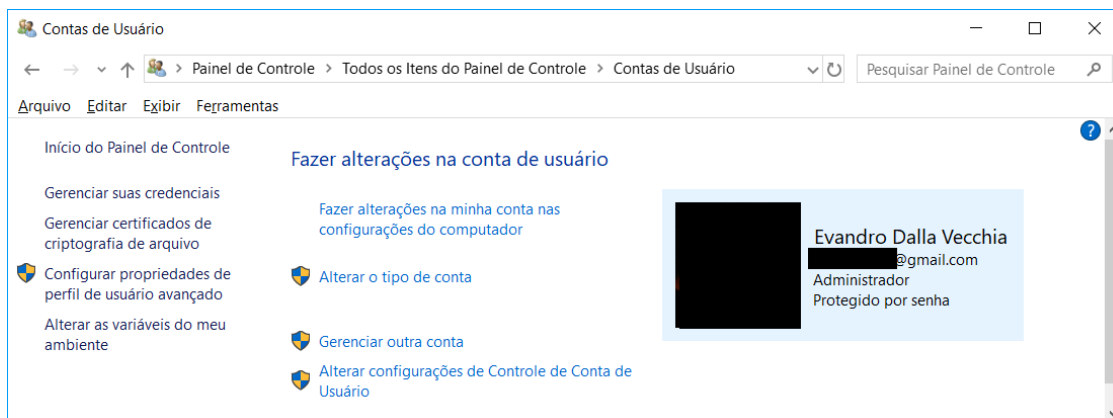 Contas de Usuário
Painel de Controle > Todos os Itens do Painel de Controle > Contas de Usuário
Pesquisar Painel de Controle
Arquivo Editar Exibir Ferramentas
Início do Painel de Controle
Gerenciar suas credenciais
Gerenciar certificados de
criptografia de arquivo
Configurar propriedades de
perfil de usuário avançado
Alterar as variáveis do meu
ambiente
Fazer alterações na conta de usuário
Fazer alterações na minha conta nas
configurações do computador
Alterar o tipo de conta
Gerenciar outra conta
Alterar configurações de Controle de Conta de
Usuário
Evandro Dalla Vecchia
@gmail.com
Administrador
Protegido por senha
?